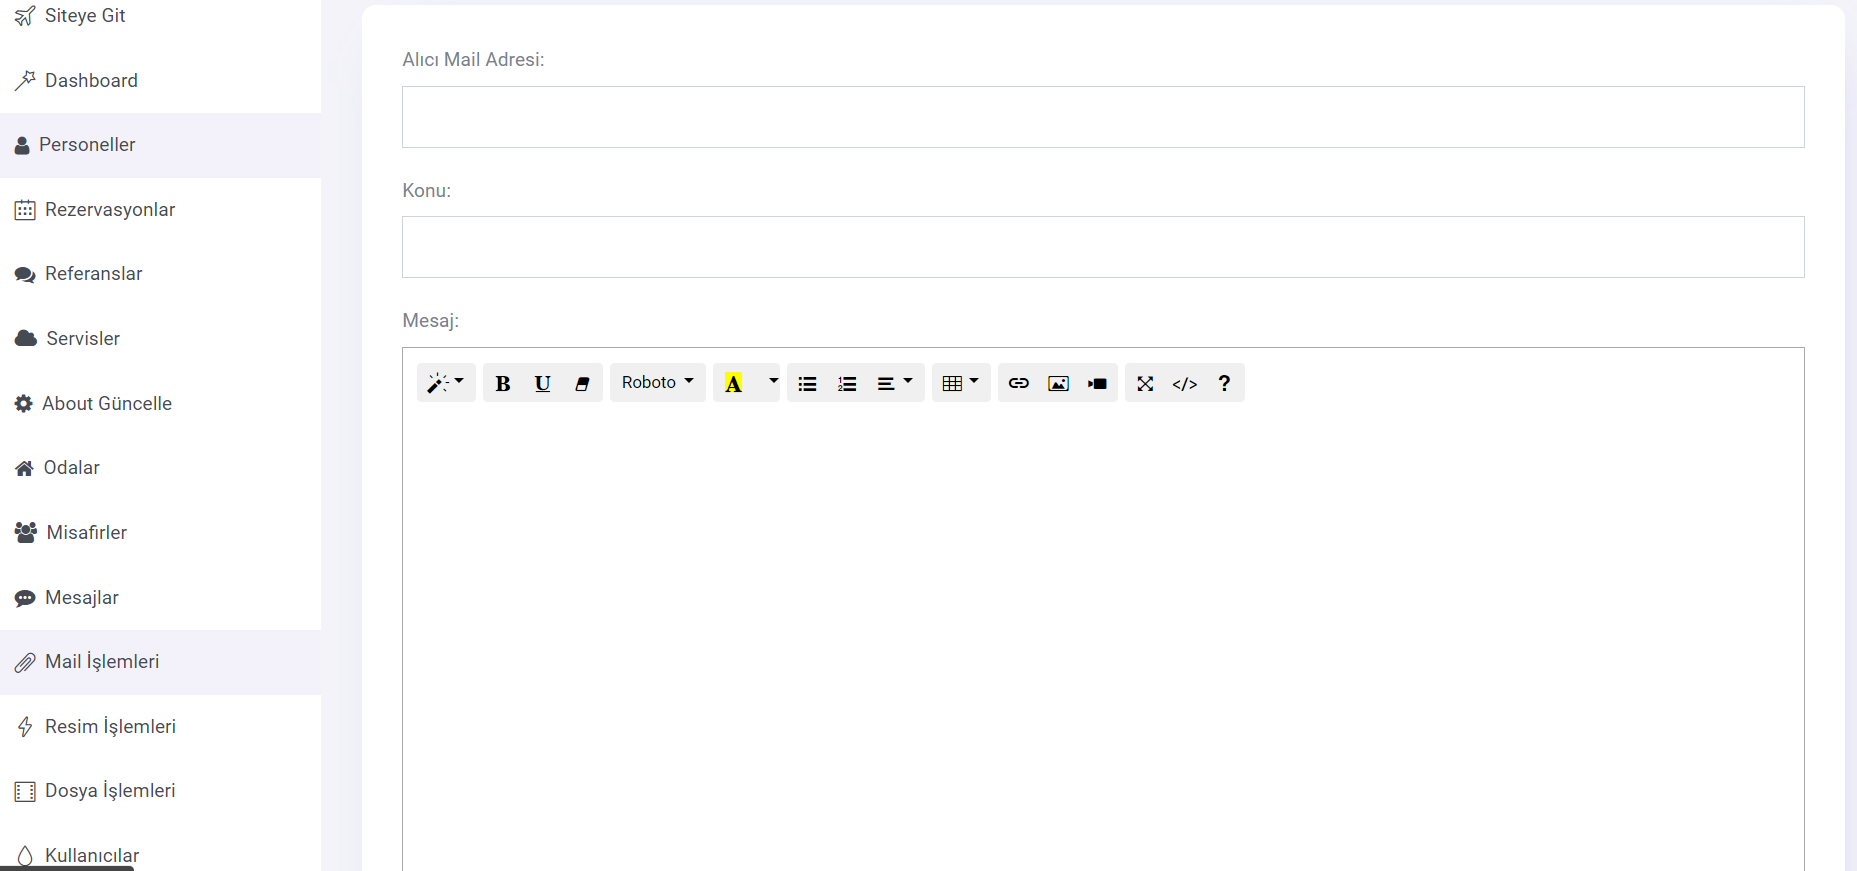 Siteye Git
Dashboard
Personeller
Rezervasyonlar
Referanslar
Servisler
About Güncelle
Odalar
Misafirler
Mesajlar
Mail İşlemleri
Resim İşlemleri
Dosya İşlemleri
Kullanıcılar
Alıcı Mail Adresi:
Konu:
Mesaj:
B U Roboto A </> ?